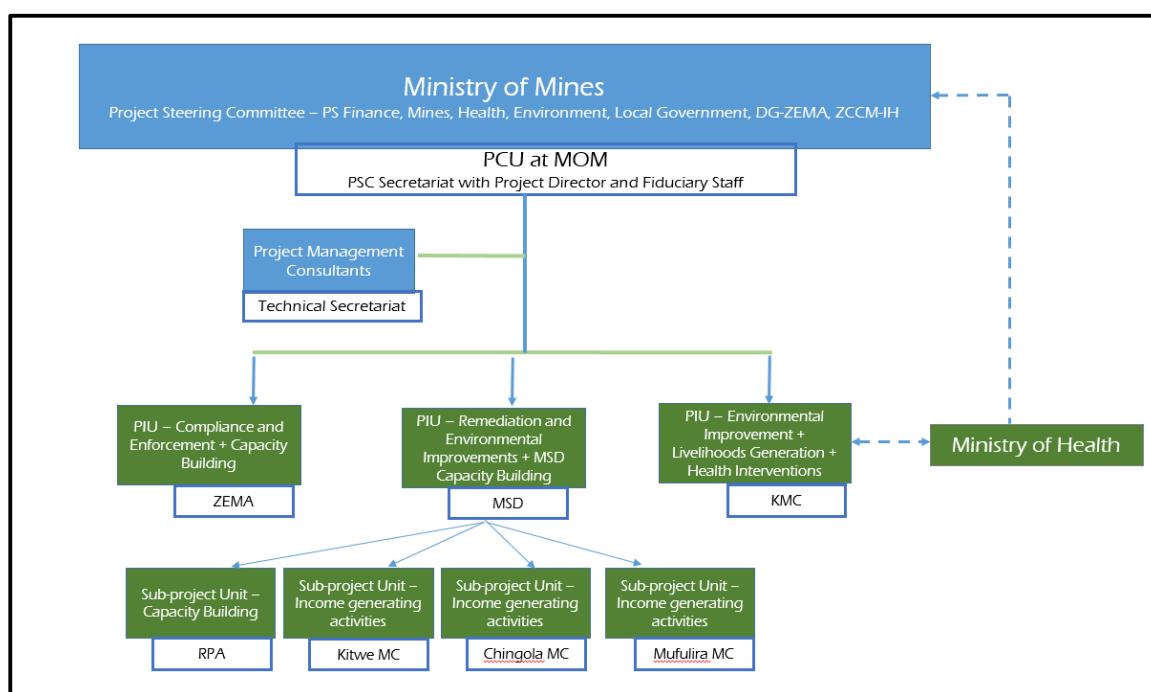 Ministry of Mines
Project Steering Committee – PS Finance, Mines, Health, Environment, Local Government, DG-ZEMA, ZCCM-IH
PCU at MOM
PSC Secretariat with Project Director and Fiduciary Staff
Project Management
Consultants
Technical Secretariat
PIU – Compliance and
Enforcement + Capacity
Building
ZEMA
PIU – Remediation and
Environmental
Improvements + MSD
Capacity Building
MSD
PIU – Environmental
Improvement +
Livelihoods Generation +
Health Interventions
KMC
Ministry of Health
Sub-project Unit –
Capacity Building
RPA
Sub-project Unit –
Income generating
activities
Kitwe MC
Sub-project Unit –
Income generating
activities
Chingola MC
Sub-project Unit –
Income generating
activities
Mufulira MC